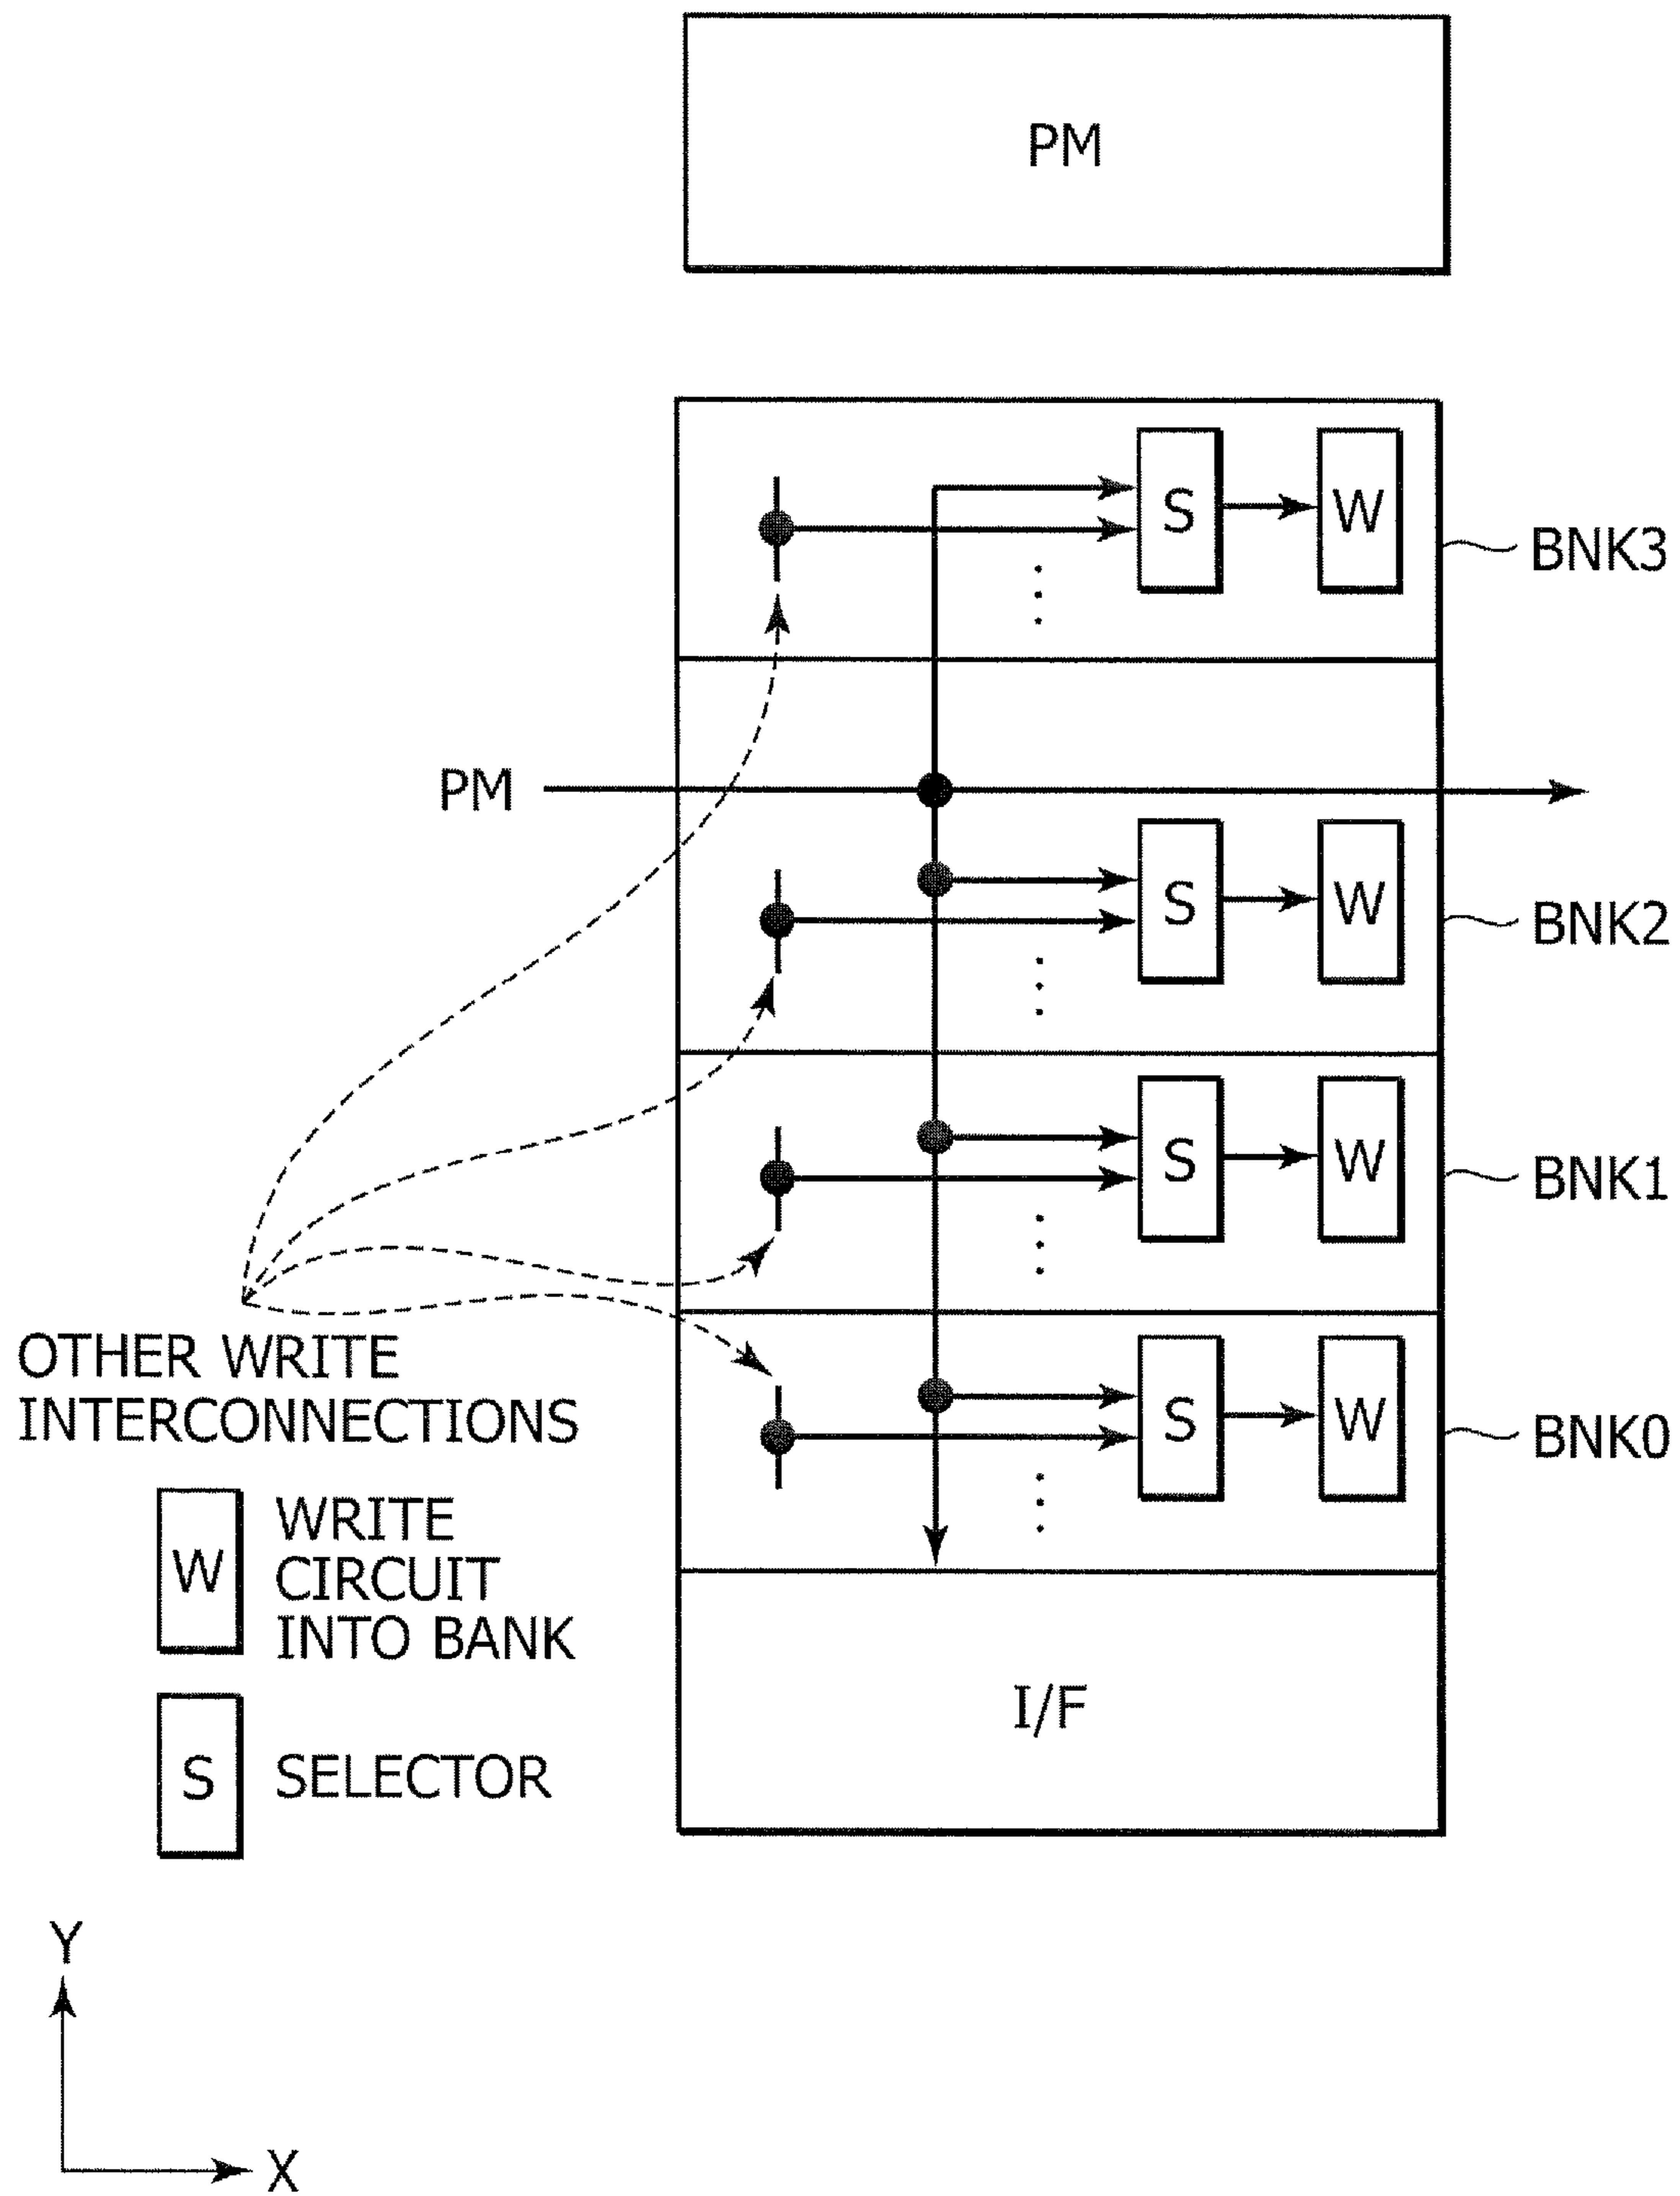 PM
S
W
BNK3
PM
S
W
BNK2
S
W
BNK1
OTHER WRITE
INTERCONNECTIONS
S
W
BNK0
W
WRITE
CIRCUIT
INTO BANK
I/F
S
SELECTOR
Y
X